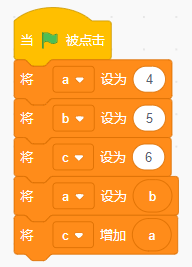 当 被点击
将 a 设为 4
将 b 设为 5
将 c 设为 6
将 a 设为 b
将 c 增加 a